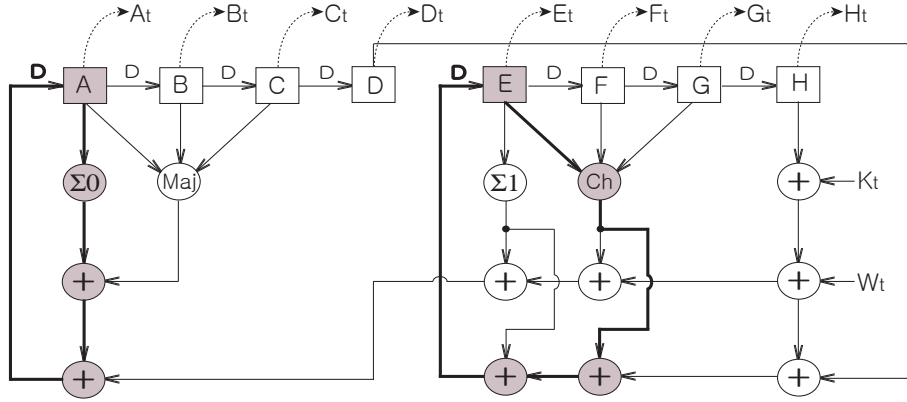 At Bt Ct Dt Et Ft Gt Ht
D A D B D C D D D E D F D G D H
Σ0 Maj Σ1 Ch + Kt
+ + + + Wt
+ + + +